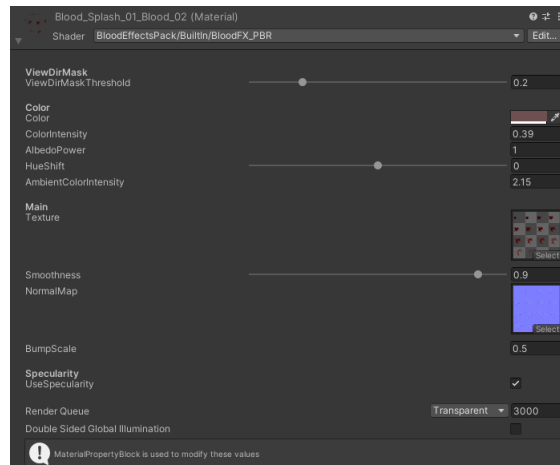 Blood_Splash_01_Blood_02 (Material)
Shader BloodEffectsPack/BuiltIn/BloodFX_PBR Edit...
ViewDirMask
ViewDirMaskThreshold 0.2
Color
Color
ColorIntensity 0.39
AlbedoPower 1
HueShift 0
AmbientColorIntensity 2.15
Main
Texture
Select
Smoothness 0.9
NormalMap
Select
BumpScale 0.5
Specularity
UseSpecularity
Render Queue Transparent 3000
Double Sided Global Illumination
MaterialPropertyBlock is used to modify these values